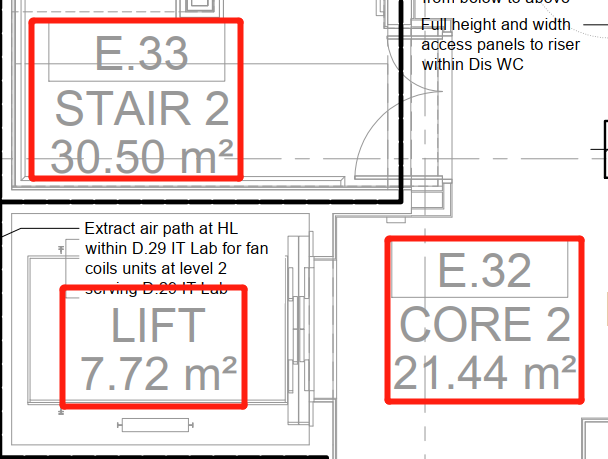 from below to above
Full height and width
access panels to riser
within Dis WC
E.33
STAIR 2
30.50 m²
Extract air path at HL
within D.29 IT Lab for fan
coils units at level 2
serving D.29 IT Lab
LIFT
7.72 m²
E.32
CORE 2
21.44 m²